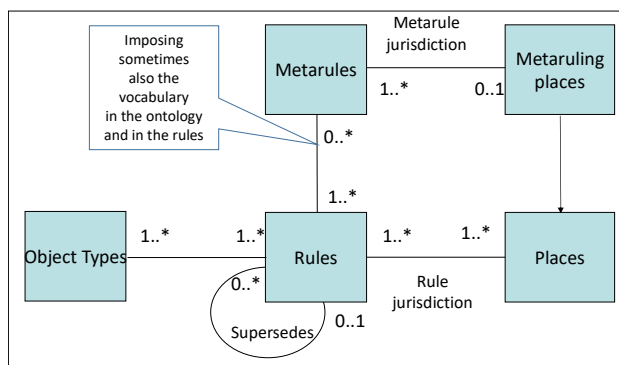 Imposing
sometimes
also the
vocabulary
in the ontology
and in the rules
Metarules
Metarule
jurisdiction
1..*
0..1
Metaruling
places
0..*
1..*
Object Types
1..*
1..*
Rules
1..*
1..*
Places
Rule
jurisdiction
0..*
0..1
Supersedes